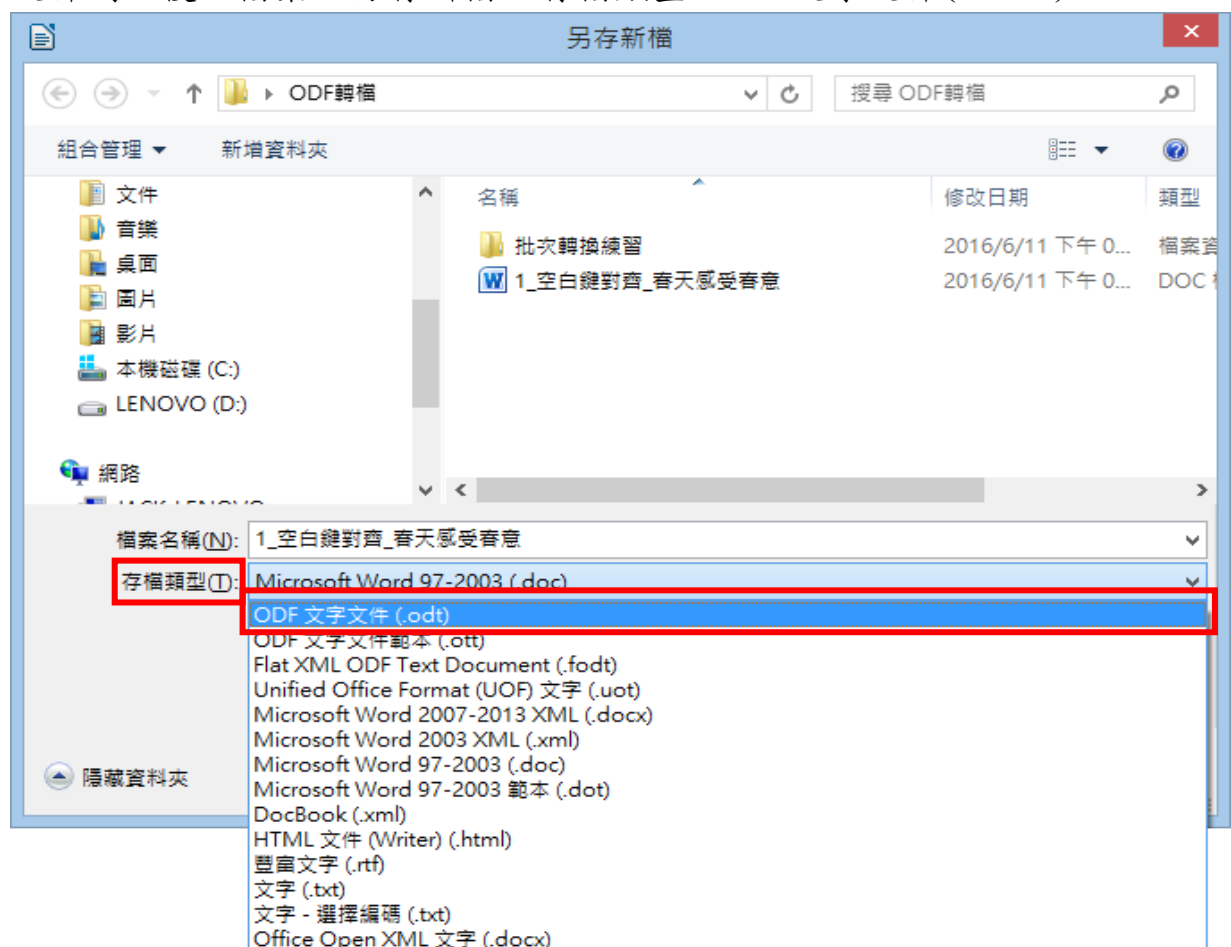 另存新檔
ODF轉檔
搜尋 ODF轉檔
組合管理
新增資料夾
名稱 修改日期 類型
文件
音樂
桌面
圖片
影片
本機磁碟 (C:)
LENOVO (D:)
網路
批次轉換練習 2016/6/11 下午 0... 檔案資
1_空白鍵對齊_春天感受春意 2016/6/11 下午 0... DOC
檔案名稱(N): 1_空白鍵對齊_春天感受春意
存檔類型(T): Microsoft Word 97-2003 (.doc)
ODF 文字文件 (.odt)
ODF 文字文件範本 (.ott)
Flat XML ODF Text Document (.fodt)
Unified Office Format (UOF) 文字 (.uot)
Microsoft Word 2007-2013 XML (.docx)
Microsoft Word 2003 XML (.xml)
Microsoft Word 97-2003 (.doc)
Microsoft Word 97-2003 範本 (.dot)
DocBook (.xml)
HTML 文件 (Writer) (.html)
豐富文字 (.rtf)
文字 (.txt)
文字 - 選擇編碼 (.txt)
Office Open XML 文字 (.docx)
隱藏資料夾